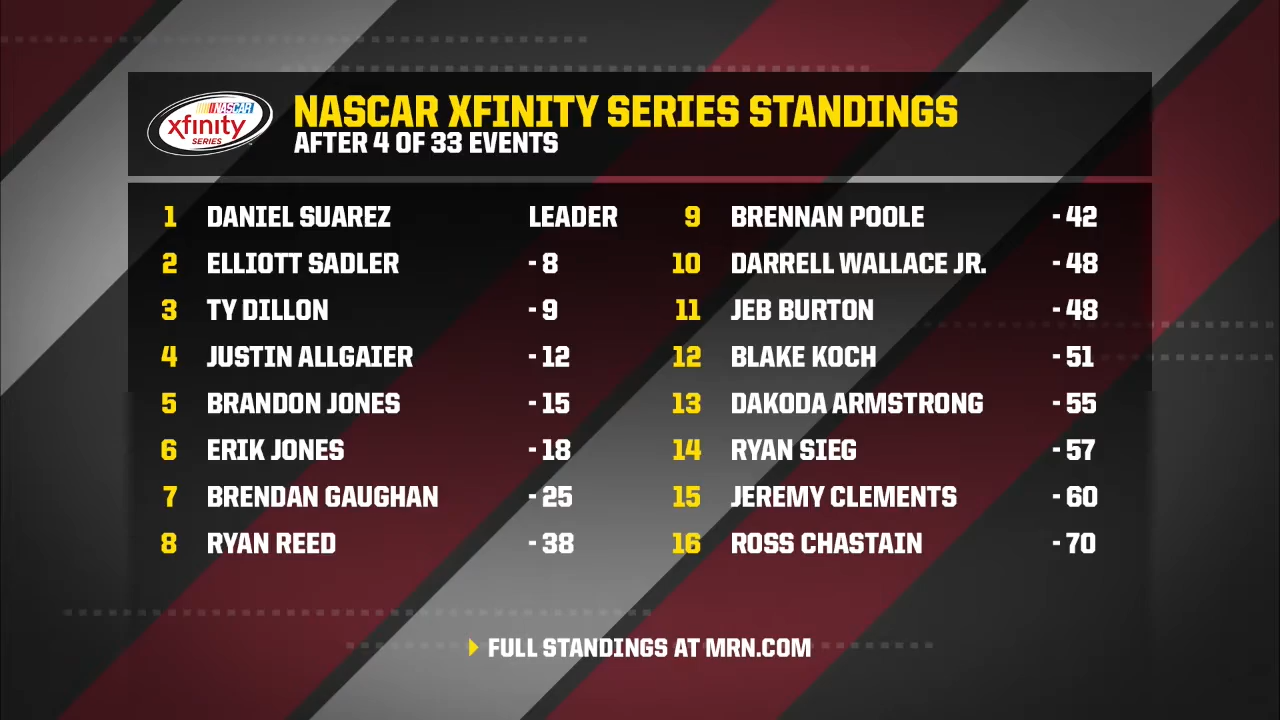 NASCAR
xfinity
SERIES
NASCAR XFINITY SERIES STANDINGS
AFTER 4 OF 33 EVENTS
1 DANIEL SUAREZ LEADER
2 ELLIOTT SADLER - 8
3 TY DILLON - 9
4 JUSTIN ALLGAIER - 12
5 BRANDON JONES - 15
6 ERIK JONES - 18
7 BRENDAN GAUGHAN - 25
8 RYAN REED - 38
9 BRENNAN POOLE - 42
10 DARRELL WALLACE JR. - 48
11 JEB BURTON - 48
12 BLAKE KOCH - 51
13 DAKODA ARMSTRONG - 55
14 RYAN SIEG - 57
15 JEREMY CLEMENTS - 60
16 ROSS CHASTAIN - 70
FULL STANDINGS AT MRN.COM